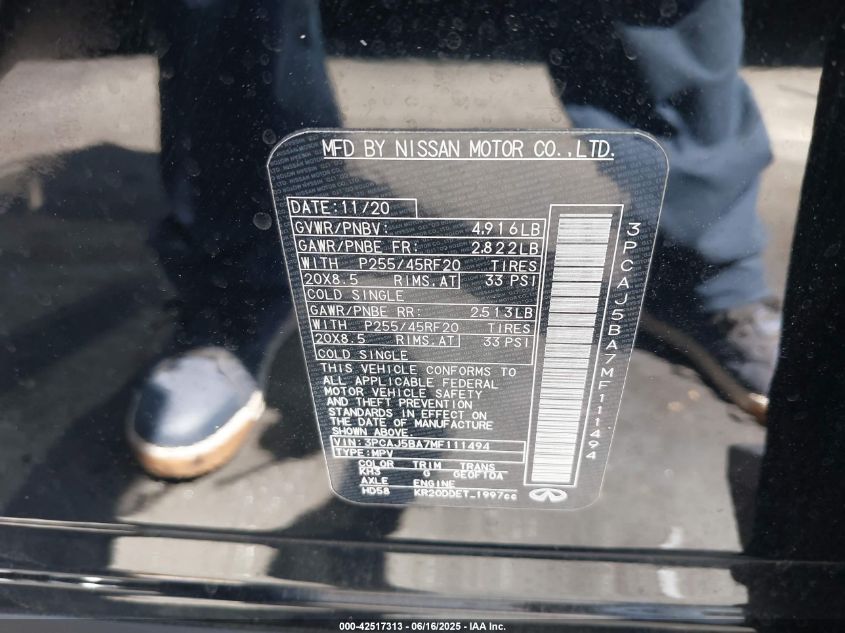 MFD BY NISSAN MOTOR CO.,LTD.
DATE:11/20
GVWR/PNBV: 4.916LB
GAWR/PNBE FR: 2.822LB
WITH P255/45RF20 TIRES
20X8.5 RIMS.AT 33 PSI
COLD SINGLE
GAWR/PNBE RR: 2.513LB
WITH P255/45RF20 TIRES
20X8.5 RIMS.AT 33 PSI
COLD SINGLE
THIS VEHICLE CONFORMS TO
ALL APPLICABLE FEDERAL
MOTOR VEHICLE SAFETY
AND THEFT PREVENTION
STANDARDS IN EFFECT ON
THE DATE OF MANUFACTURE
SHOWN ABOVE.
VIN:3PCAJ5BA7MF111494
TYPE:MPV
COLOR TRIM TRANS
KH3 G GE0F10A
AXLE ENGINE
HD58 KR20DDET_1997cc
3PCAJ5BA7MF111494
000-42517313 - 06/16/2025 - IAA Inc.